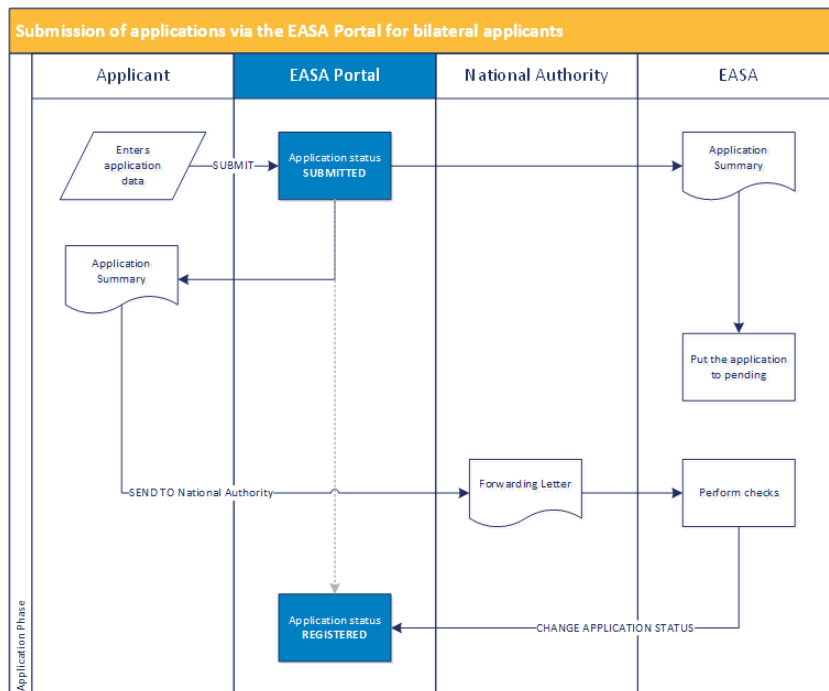 Submission of applications via the EASA Portal for bilateral applicants
Applicant
EASA Portal
National Authority
EASA
Enters
application
data
SUBMIT
Application status
SUBMITTED
Application
Summary
Application
Summary
Put the application
to pending
SEND TO National Authority
Forwarding Letter
Perform checks
Application status
REGISTERED
CHANGE APPLICATION STATUS
Application Phase